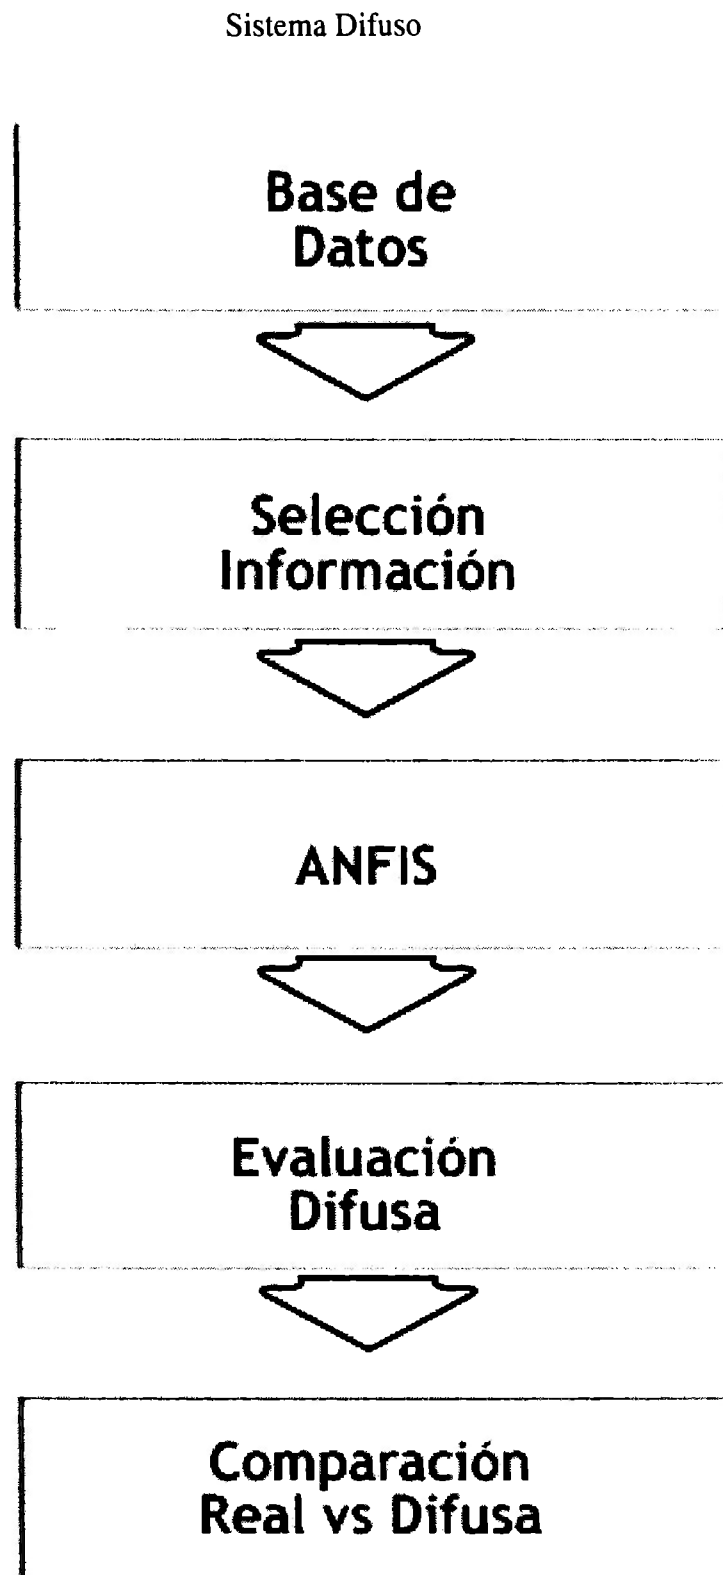 Sistema Difuso
Base de
Datos
Selección
Información
ANFIS
Evaluación
Difusa
Comparación
Real vs Difusa